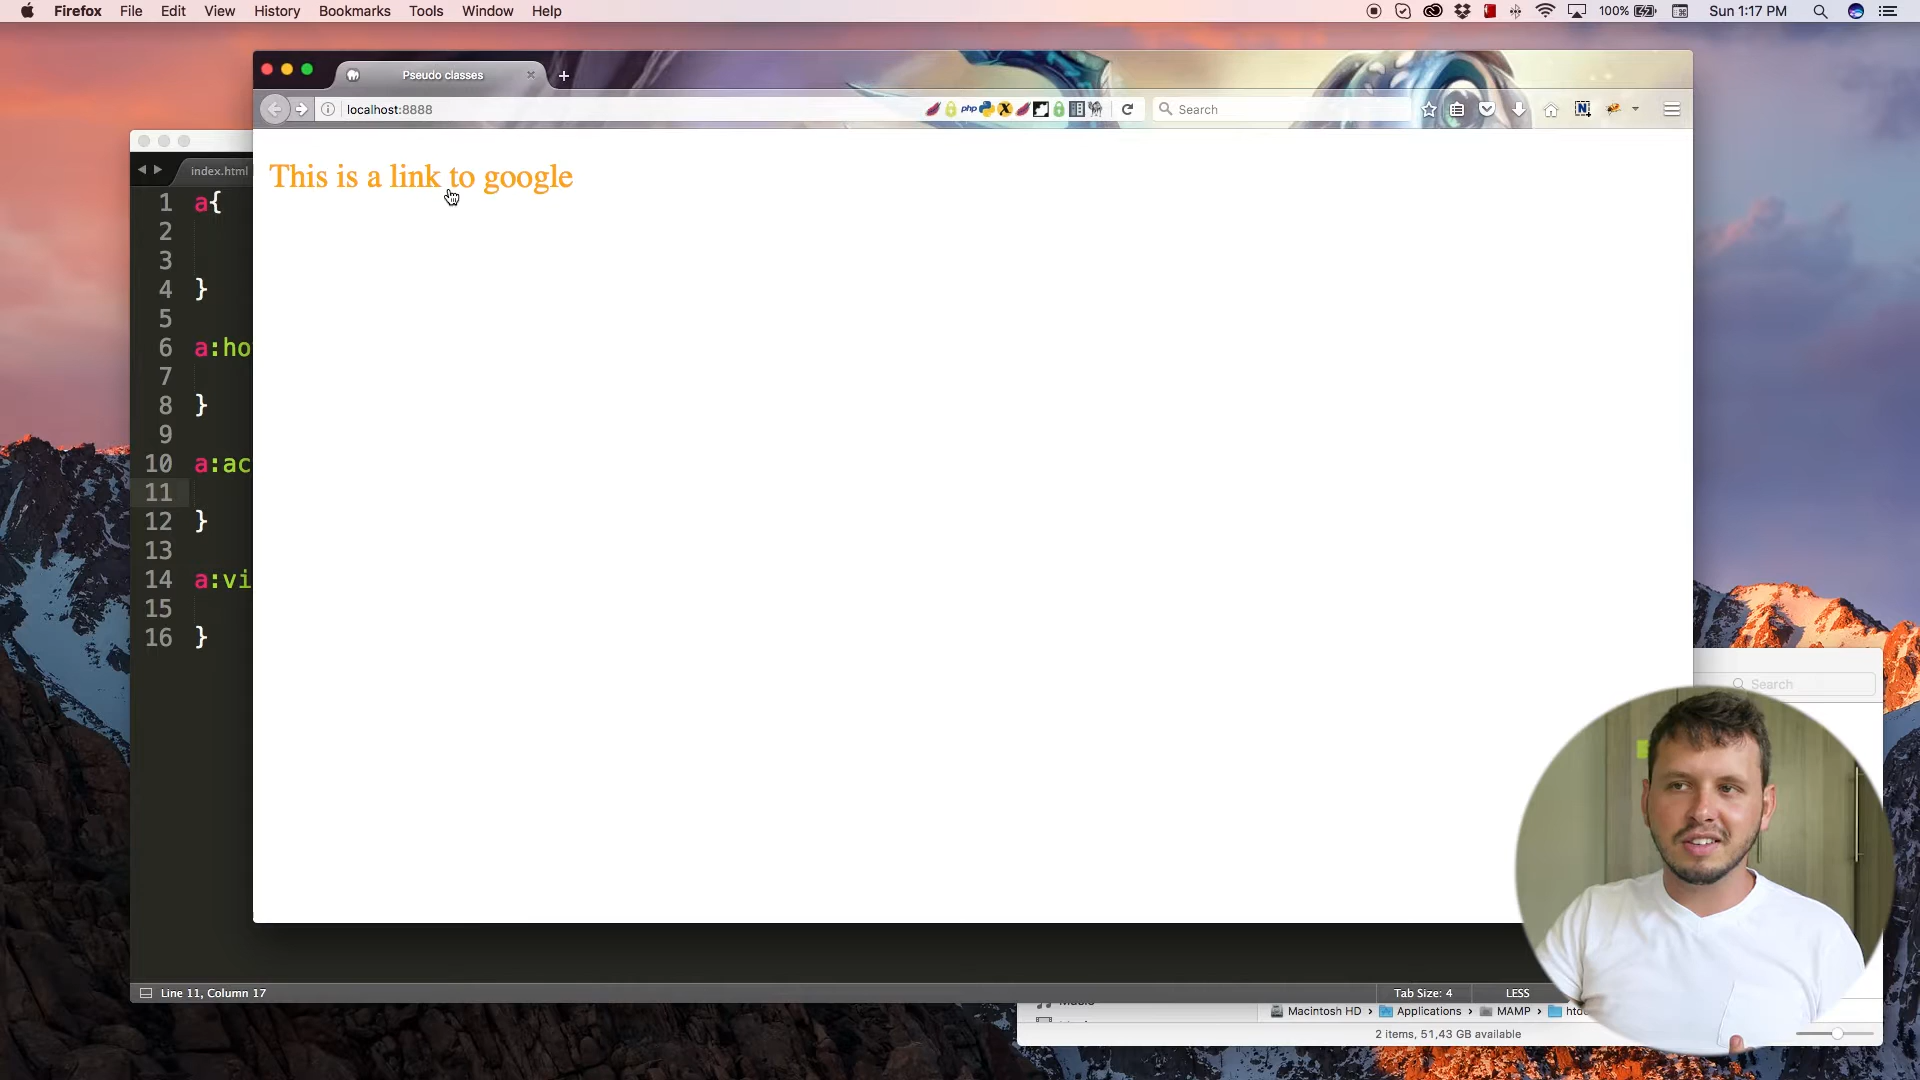 Firefox File Edit View History Bookmarks Tools Window Help
100% Sun 1:17 PM
Pseudo classes
localhost:8888
php
N
Search
This is a link to google
index.html
1 a{
2
3
4 }
5
6 a:ho
7
8 }
9
10 a:ac
11
12 }
13
14 a:vi
15
16 }
Search
Line 11, Column 17
Tab Size: 4
LESS
Macintosh HD › Applications › MAMP ›
2 items, 51,43 GB available